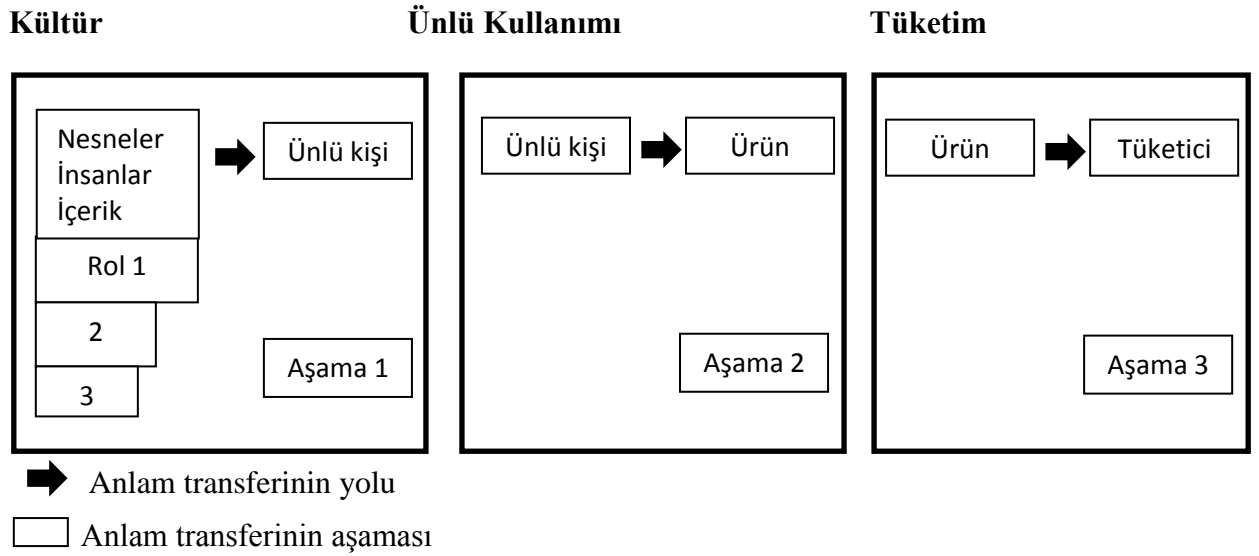 Kültür Ünlü Kullanımı Tüketim
Nesneler
İnsanlar
İçerik
Ünlü kişi
Rol 1
2
3
Aşama 1
Ünlü kişi
Ürün
Aşama 2
Ürün
Tüketici
Aşama 3
Anlam transferinin yolu
Anlam transferinin aşaması